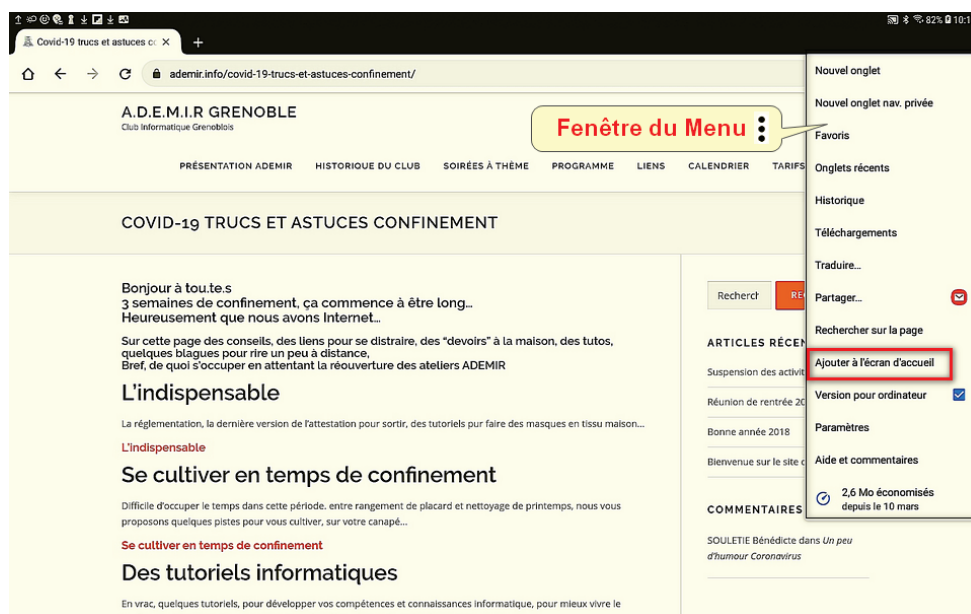 82% 10:1
Covid-19 trucs et astuces cc
ademir.info/covid-19-trucs-et-astuces-confinement/
A.D.E.M.I.R GRENOBLE
Club Informatique Grenoblois
PRÉSENTATION ADEMIR HISTORIQUE DU CLUB SOIRÉES À THÈME PROGRAMME LIENS CALENDRIER TARIFS
Fenêtre du Menu
COVID-19 TRUCS ET ASTUCES CONFINEMENT
Bonjour à tou.te.s
3 semaines de confinement, ça commence à être long...
Heureusement que nous avons Internet...
Sur cette page des conseils, des liens pour se distraire, des “devoirs” à la maison, des tutos,
quelques blagues pour rire un peu à distance,
Bref, de quoi s'occuper en attentant la réouverture des ateliers ADEMIR
L'indispensable
La réglementation, la dernière version de l'attestation pour sortir, des tutoriels pur faire des masques en tissu maison...
L'indispensable
Se cultiver en temps de confinement
Difficile d'occuper le temps dans cette période, entre rangement de placard et nettoyage de printemps, nous vous
proposons quelques pistes pour vous cultiver, sur votre canapé...
Se cultiver en temps de confinement
Des tutoriels informatiques
En vrac, quelques tutoriels, pour développer vos compétences et connaissances informatique, pour mieux vivre le
Recherch RE
ARTICLES RÉCEN
Suspension des activit
Réunion de rentrée 20
Bonne année 2018
Bienvenue sur le site c
COMMENTAIRES
SOULETIE Bénédicte dans Un peu
d'humour Coronavirus
Nouvel onglet
Nouvel onglet nav. privée
Favoris
Onglets récents
Historique
Téléchargements
Traduire...
Partager...
Rechercher sur la page
Ajouter à l'écran d'accueil
Version pour ordinateur
Paramètres
Aide et commentaires
2,6 Mo économisés
depuis le 10 mars